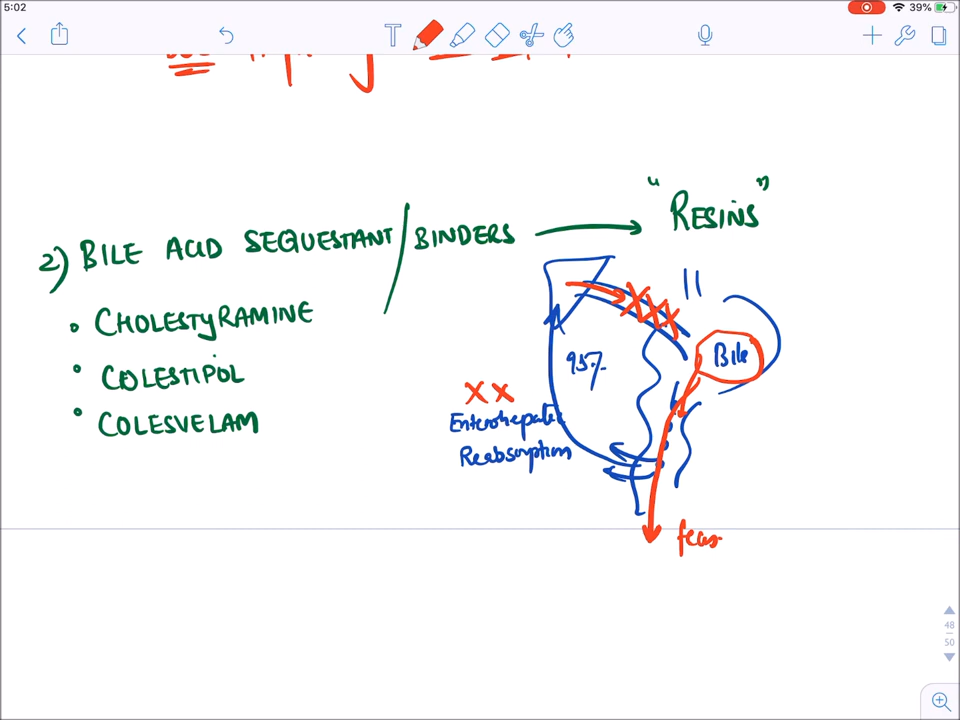 5:02
39%
T
2) BILE ACID SEQUESTANT / BINDERS → "RESINS"
• CHOLESTYRAMINE
• COLESTIPOL
• COLESVELAM
95%
Bile
XXX
XX
Enterohepatic
Reabsorption
feces
48
50